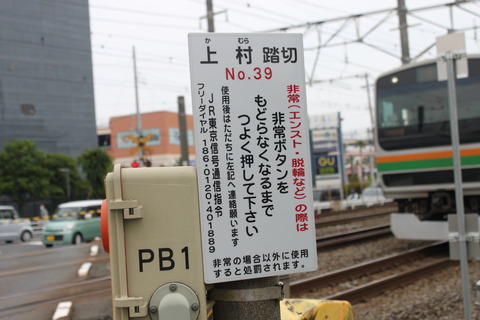 か むら
上村踏切
No.39
非常(エンスト・脱輪など)の際は
非常ボタンを
もどらなくなるまで
つよく押して下さい
使用後はただちに左記へ連絡願います
JR東京信号通信指令
フリーダイヤル 186・0120・401889
非常の場合以外に使用
すると処罰されます
PB1
GU